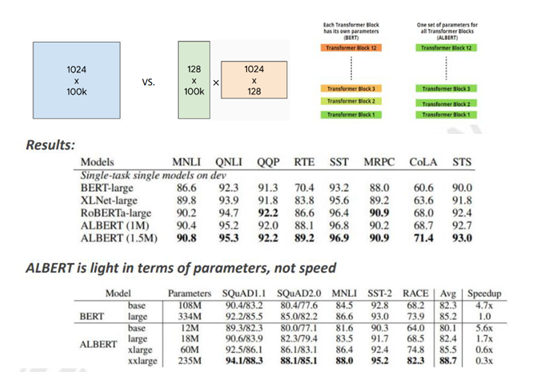 Each Transformer Block
has its own parameters
(BERT)
Transformer Block 12
Transformer Block 3
Transformer Block 2
Transformer Block 1
One set of parameters for
all Transformer Blocks
(ALBERT)
Transformer Block 12
Transformer Block 3
Transformer Block 2
Transformer Block 1
1024
x
100k
vs.
128
x
100k
x
1024
x
128
Results:
Models MNLI QNLI QQP RTE SST MRPC CoLA STS
Single-task single models on dev
BERT-large 86.6 92.3 91.3 70.4 93.2 88.0 60.6 90.0
XLNet-large 89.8 93.9 91.8 83.8 95.6 89.2 63.6 91.8
RoBERTa-large 90.2 94.7 92.2 86.6 96.4 90.9 68.0 92.4
ALBERT (1M) 90.4 95.2 92.0 88.1 96.8 90.2 68.7 92.7
ALBERT (1.5M) 90.8 95.3 92.2 89.2 96.9 90.9 71.4 93.0
ALBERT is light in terms of parameters, not speed
Model Parameters SQuAD1.1 SQuAD2.0 MNLI SST-2 RACE Avg Speedup
BERT base 108M 90.4/83.2 80.4/77.6 84.5 92.8 68.2 82.3 4.7x
large 334M 92.2/85.5 85.0/82.2 86.6 93.0 73.9 85.2 1.0
ALBERT base 12M 89.3/82.3 80.0/77.1 81.6 90.3 64.0 80.1 5.6x
large 18M 90.6/83.9 82.3/79.4 83.5 91.7 68.5 82.4 1.7x
xlarge 60M 92.5/86.1 86.1/83.1 86.4 92.4 74.8 85.5 0.6x
xxlarge 235M 94.1/88.3 88.1/85.1 88.0 95.2 82.3 88.7 0.3x